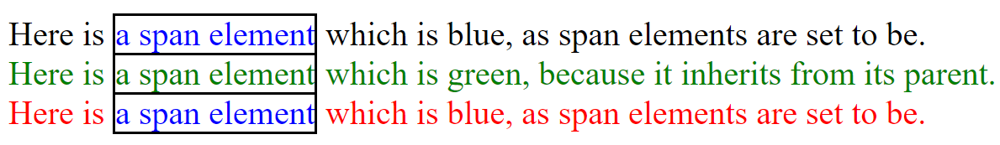 Here is a span element which is blue, as span elements are set to be.
Here is a span element which is green, because it inherits from its parent.
Here is a span element which is blue, as span elements are set to be.